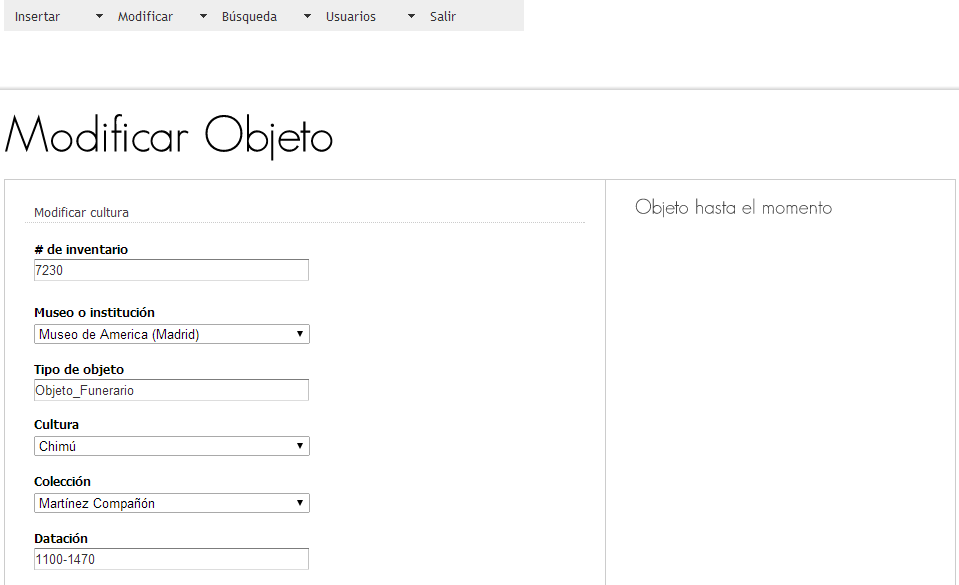 Insertar Modificar Búsqueda Usuarios Salir
Modificar Objeto
Modificar cultura
# de inventario
7230
Museo o institución
Museo de America (Madrid)
Tipo de objeto
Objeto_Funerario
Cultura
Chimú
Colección
Martínez Compañón
Datación
1100-1470
Objeto hasta el momento